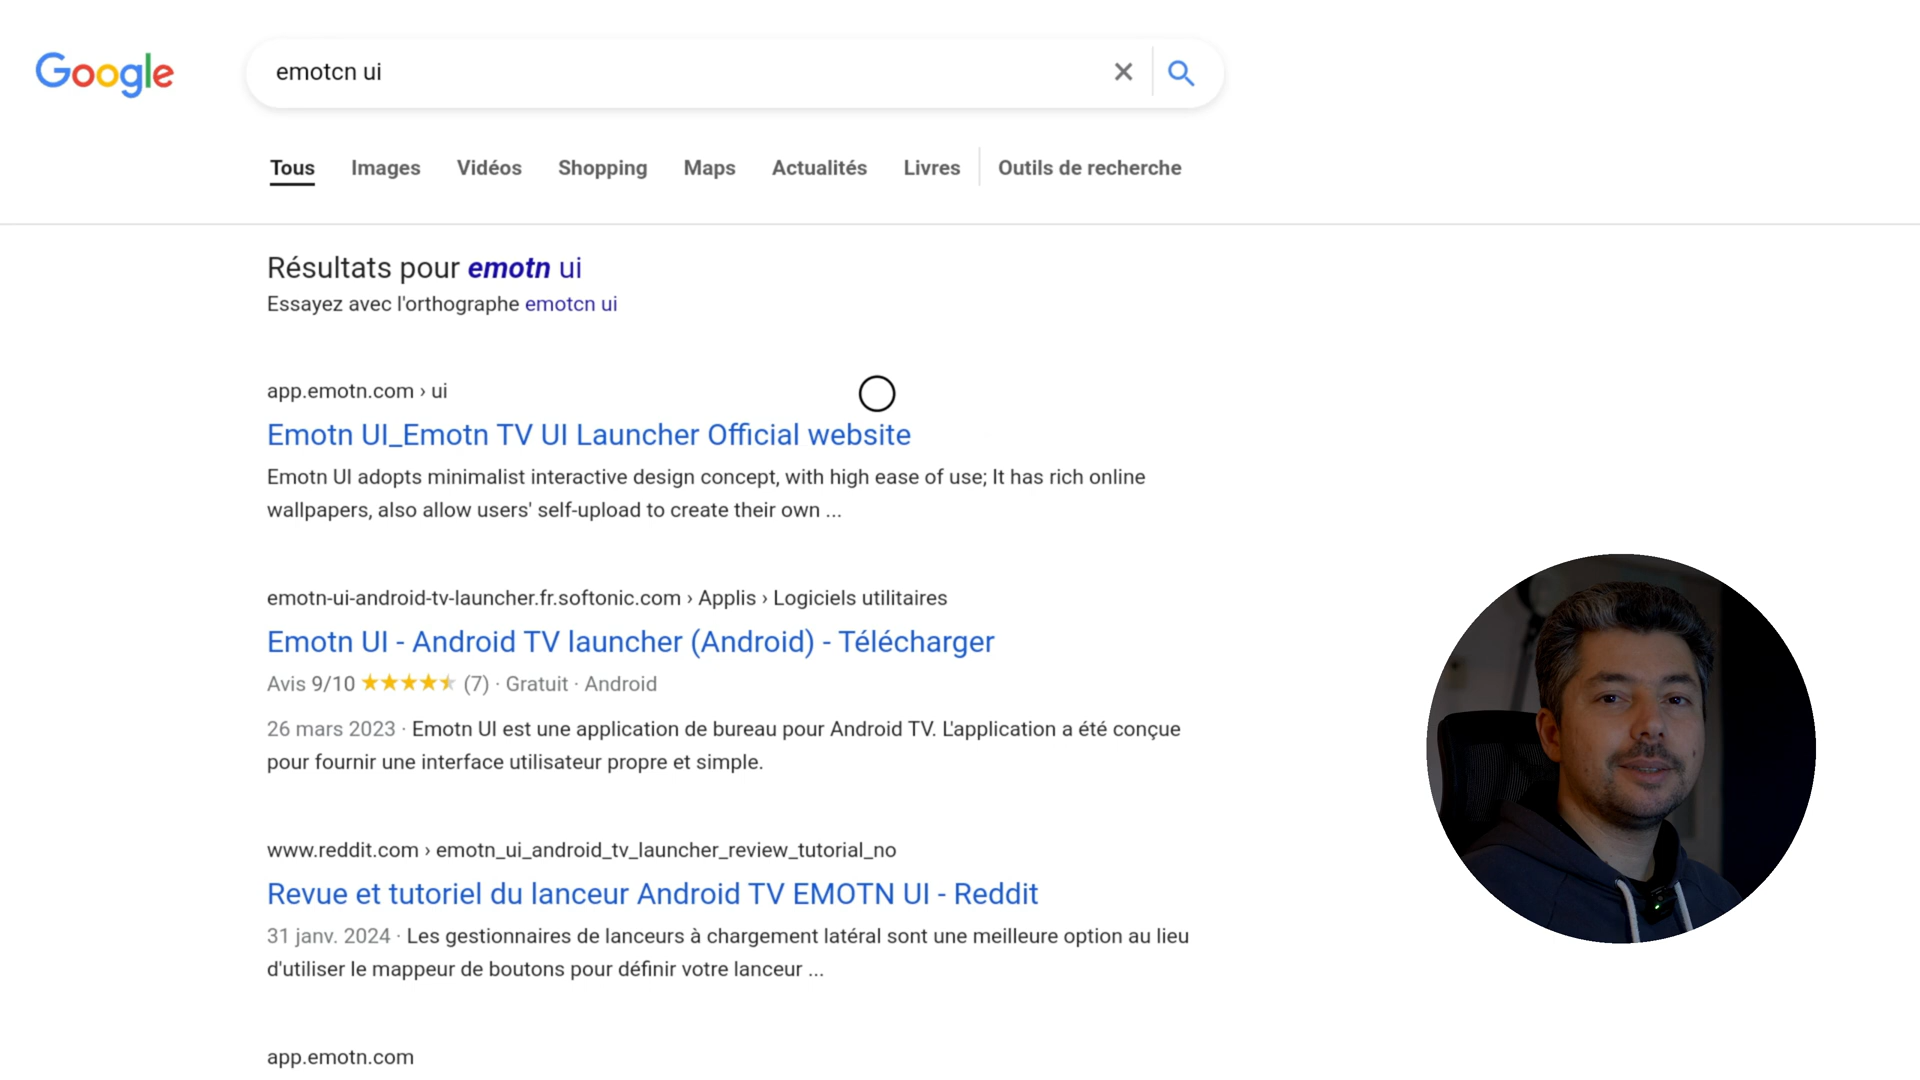 Google
emotcn ui
Tous Images Vidéos Shopping Maps Actualités Livres Outils de recherche
Résultats pour emotn ui
Essayez avec l'orthographe emotcn ui
app.emotn.com › ui
Emotn UI_Emotn TV UI Launcher Official website
Emotn UI adopts minimalist interactive design concept, with high ease of use; It has rich online
wallpapers, also allow users' self-upload to create their own ...
emotn-ui-android-tv-launcher.fr.softonic.com › Applis › Logiciels utilitaires
Emotn UI - Android TV launcher (Android) - Télécharger
Avis 9/10 ★★★★★ (7) · Gratuit · Android
26 mars 2023 · Emotn UI est une application de bureau pour Android TV. L'application a été conçue
pour fournir une interface utilisateur propre et simple.
www.reddit.com › emotn_ui_android_tv_launcher_review_tutorial_no
Revue et tutoriel du lanceur Android TV EMOTN UI - Reddit
31 janv. 2024 · Les gestionnaires de lanceurs à chargement latéral sont une meilleure option au lieu
d'utiliser le mappeur de boutons pour définir votre lanceur ...
app.emotn.com